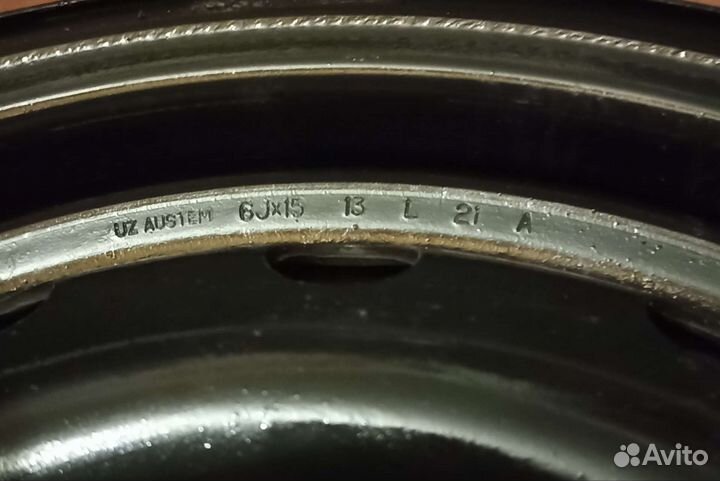 UZ AUSTEM 6Jx15 13 L 21 A
Avito